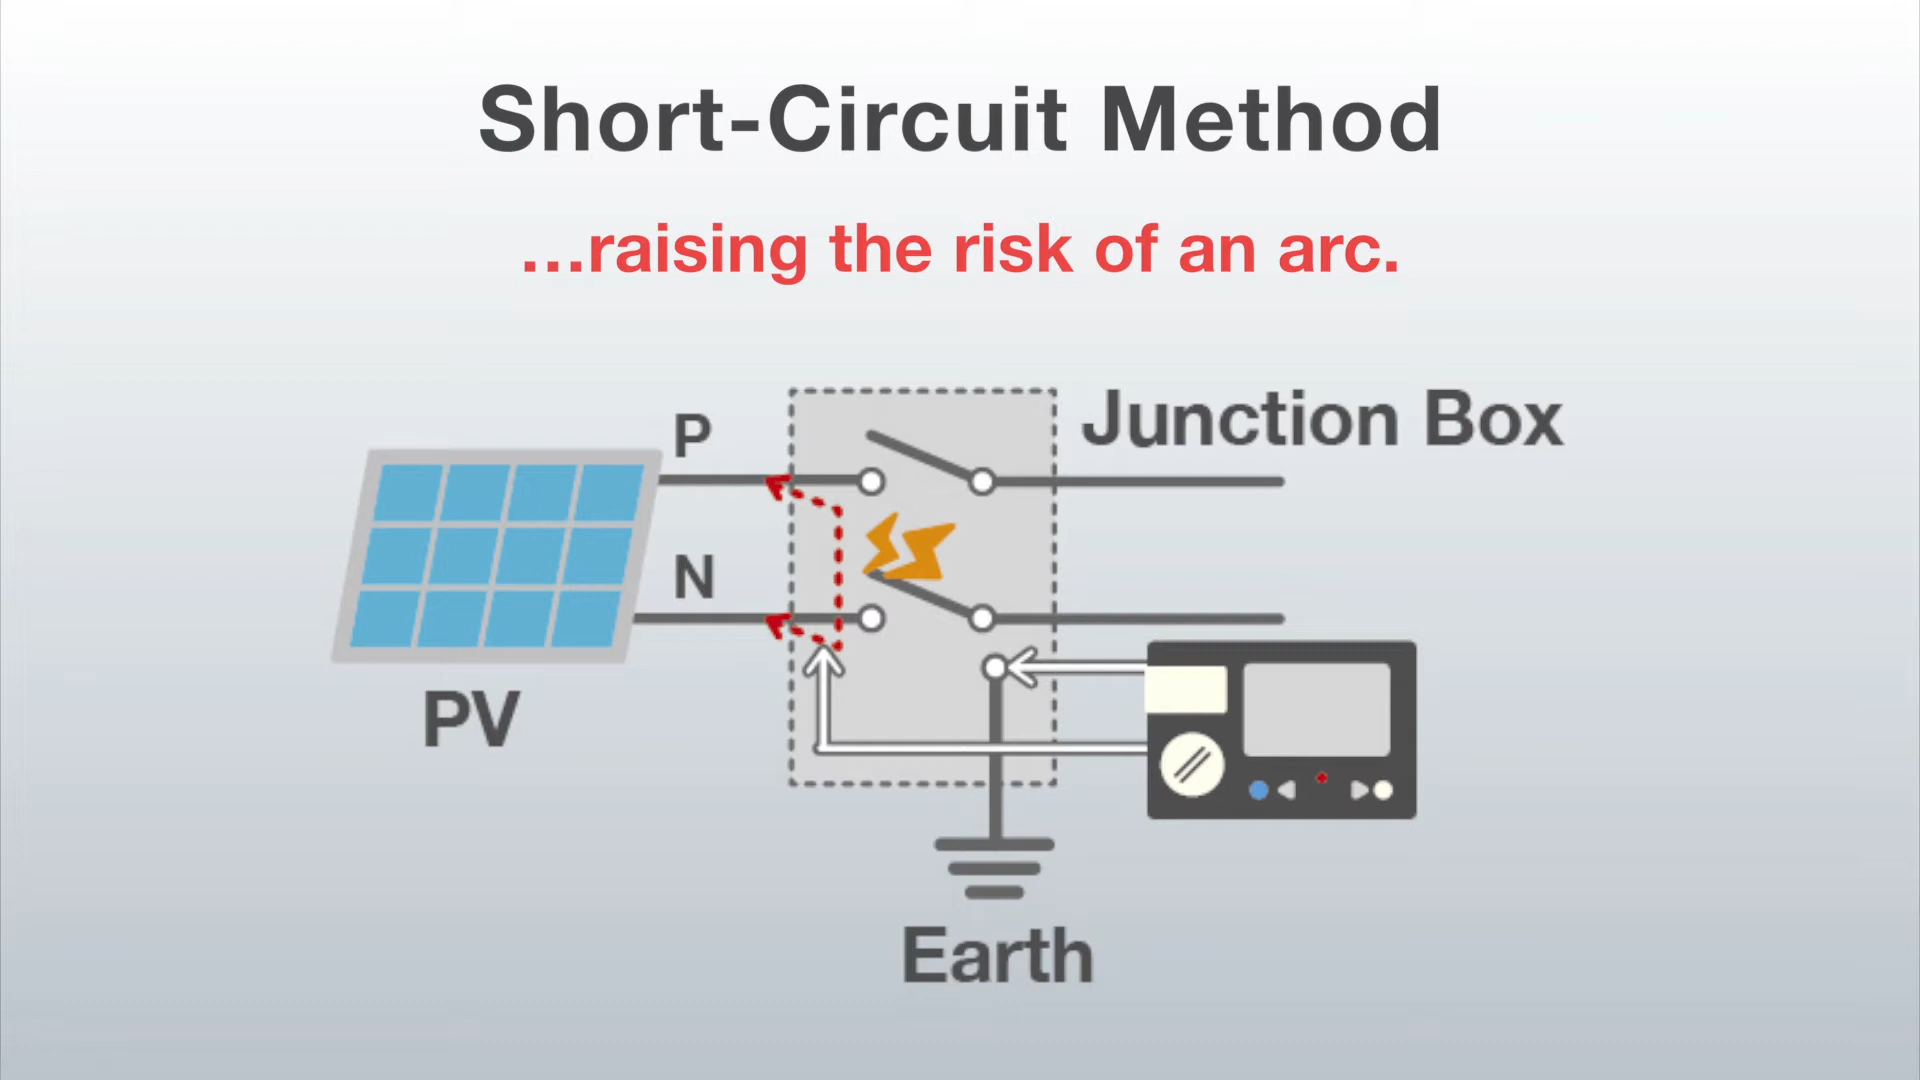 Short-Circuit Method
...raising the risk of an arc.
Junction Box
P
N
PV
Earth